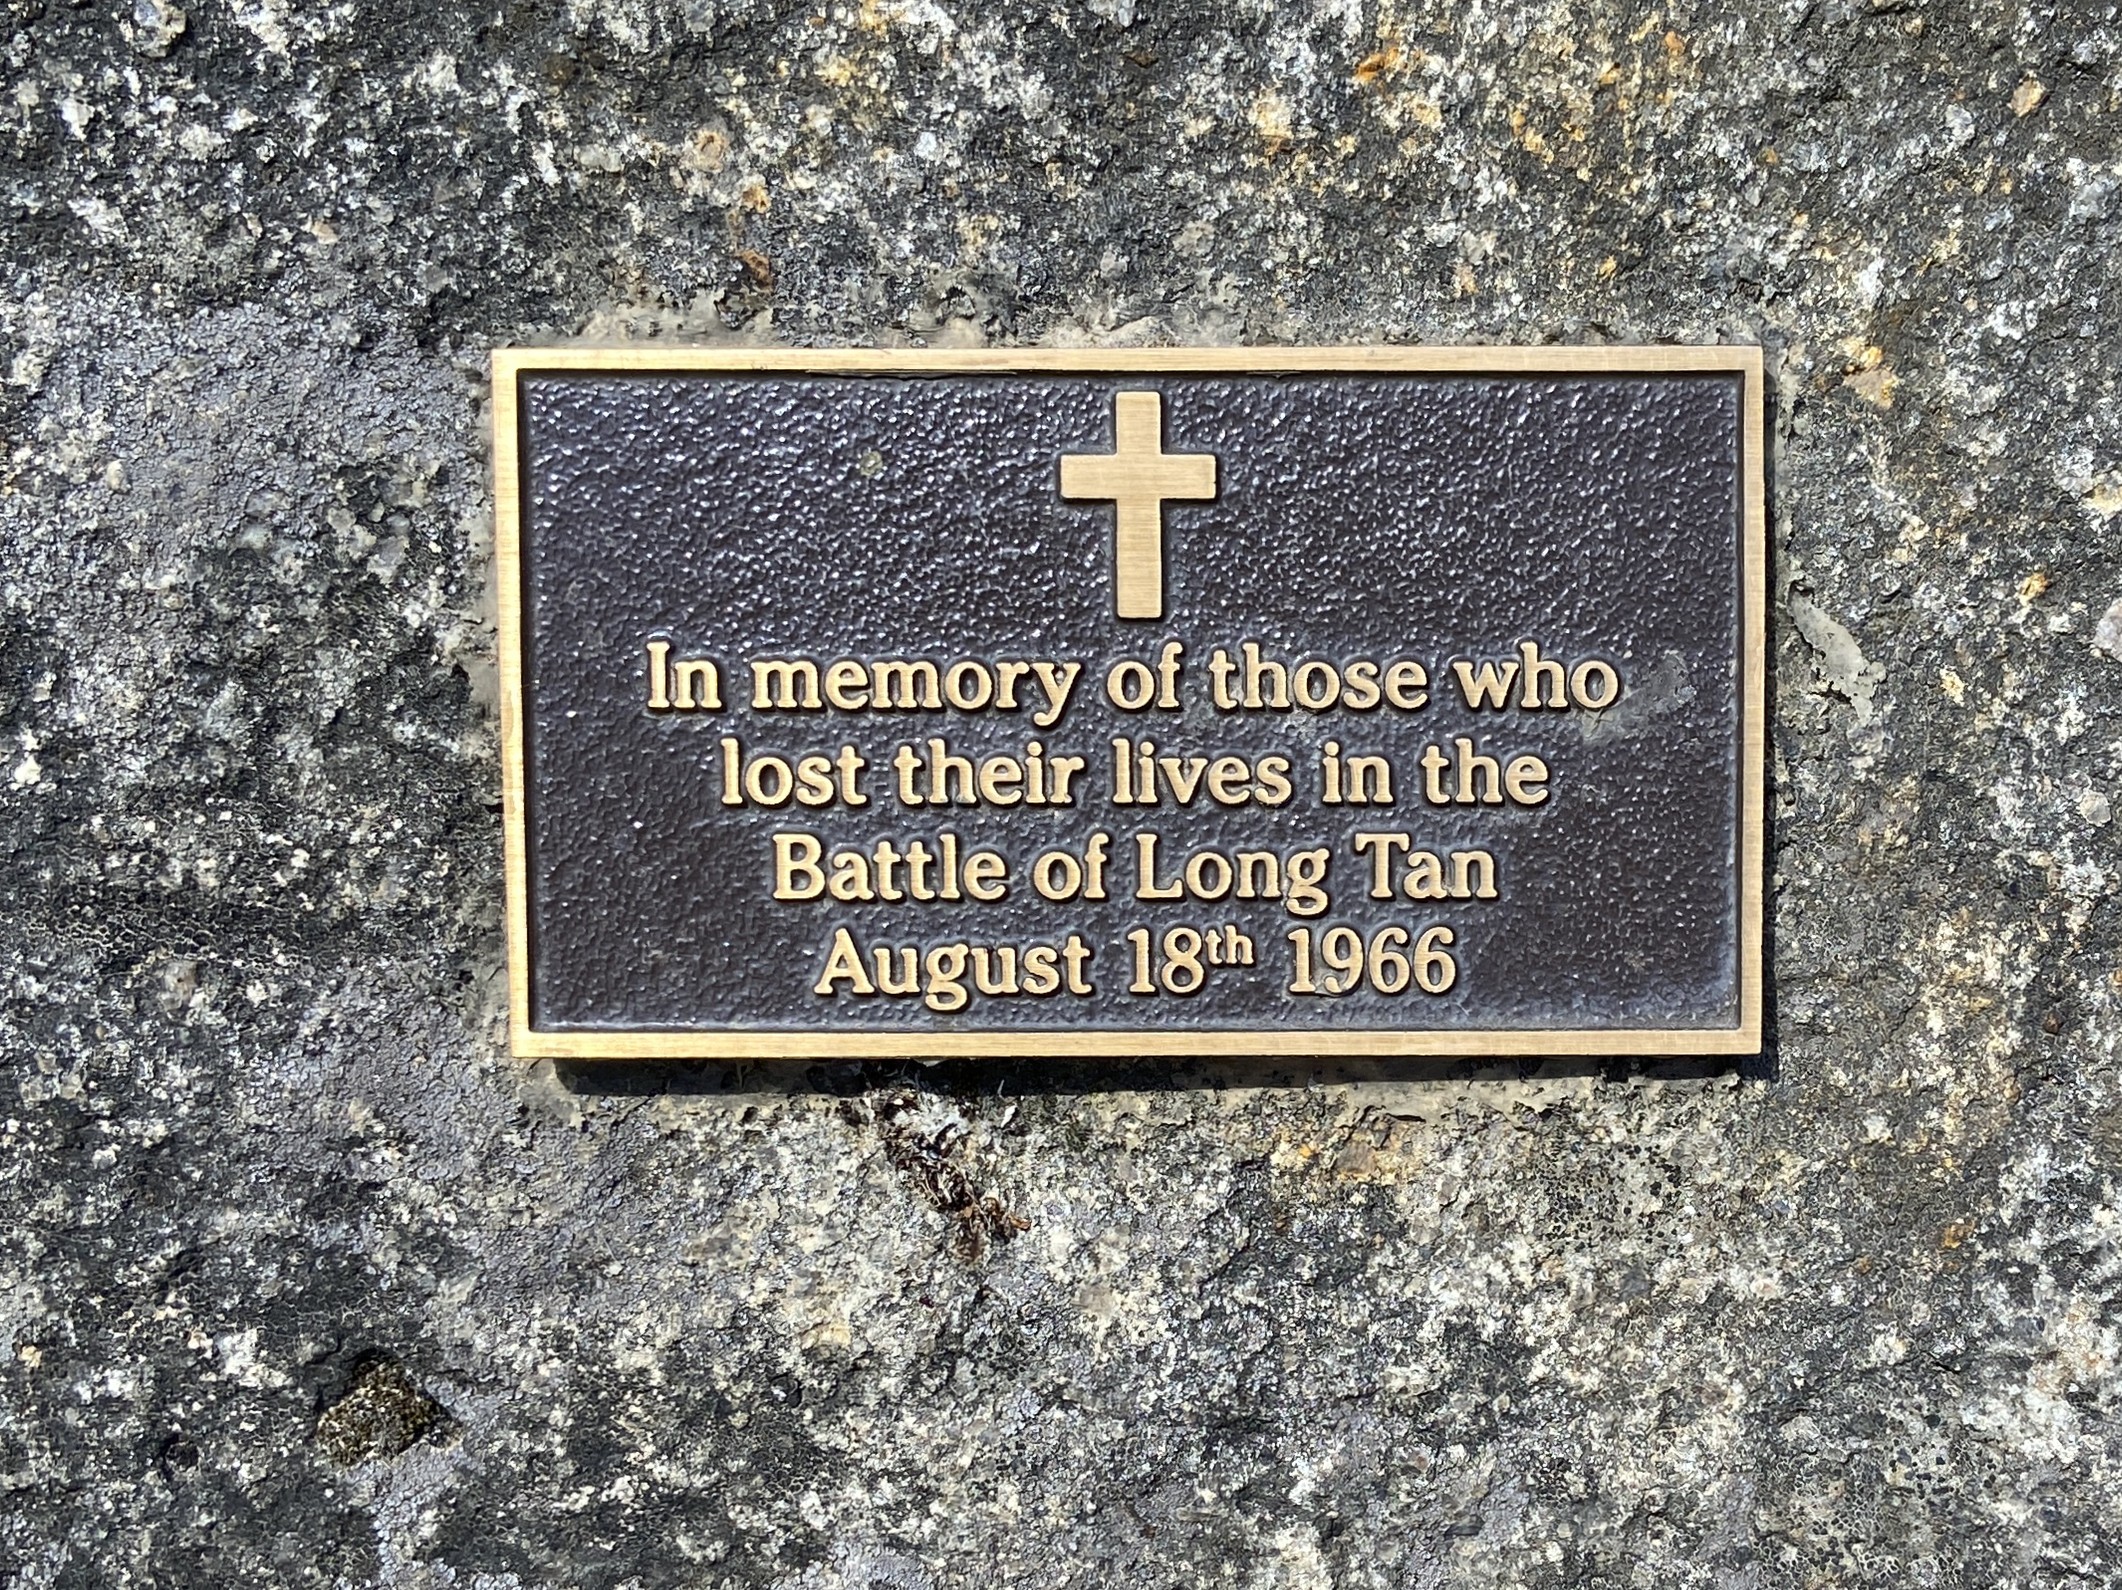 In memory of those who
lost their lives in the
Battle of Long Tan
August 18th 1966